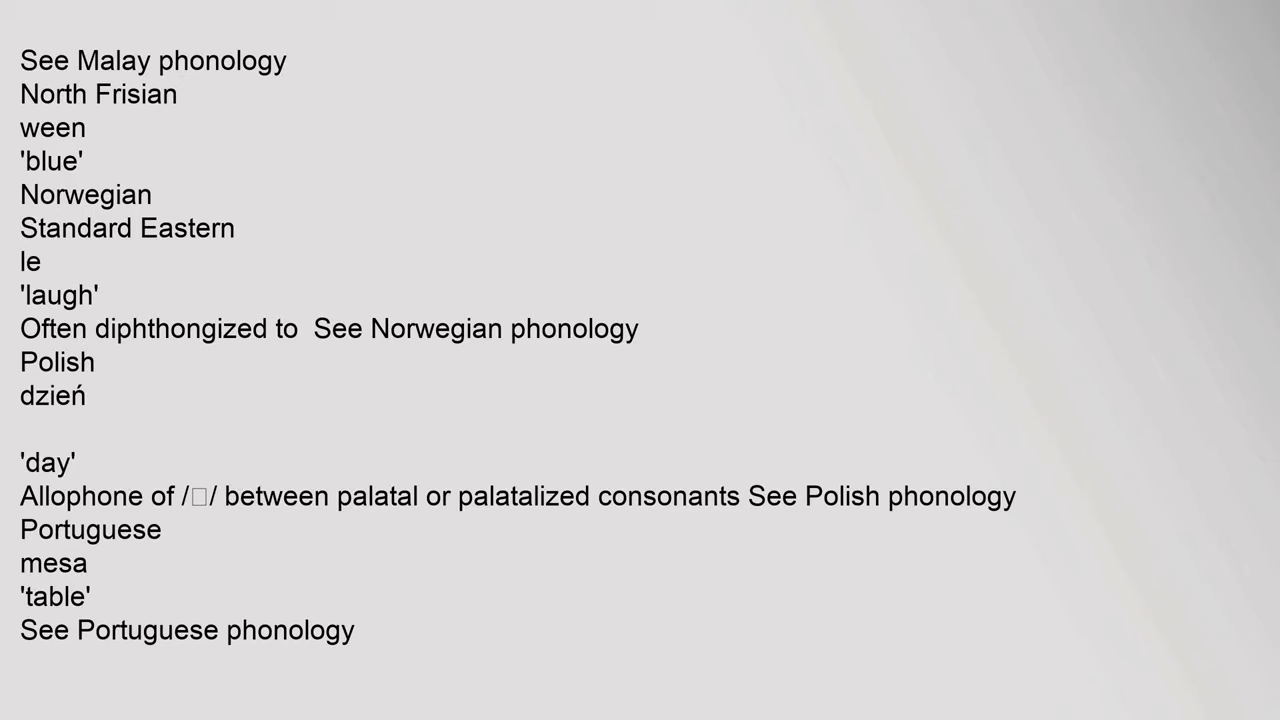 See Malay phonology
North Frisian
ween
'blue'
Norwegian
Standard Eastern
le
'laugh'
Often diphthongized to  See Norwegian phonology
Polish
dzień
'day'
Allophone of /□/ between palatal or palatalized consonants See Polish phonology
Portuguese
mesa
'table'
See Portuguese phonology